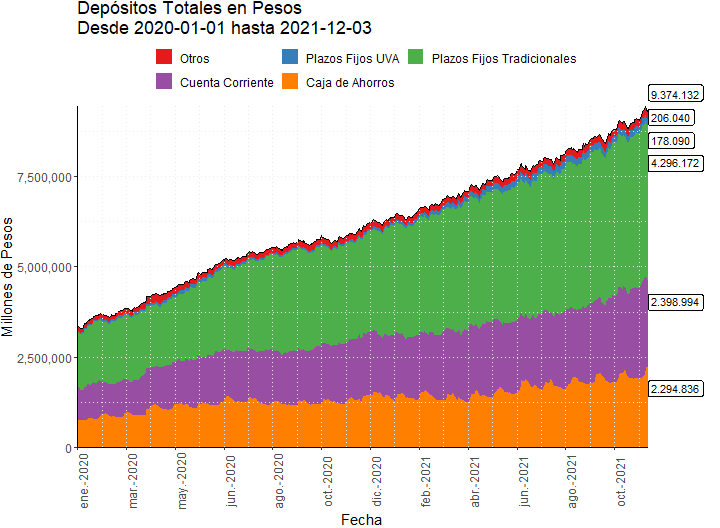 Depósitos Totales en Pesos
Desde 2020-01-01 hasta 2021-12-03
Otros
Plazos Fijos UVA
Plazos Fijos Tradicionales
Cuenta Corriente
Caja de Ahorros
9.374.132
206.040
178.090
4.296.172
2.398.994
2.294.836
Millones de Pesos
7,500,000
5,000,000
2,500,000
0
ene.-2020
mar.-2020
may.-2020
jun.-2020
ago.-2020
oct.-2020
dic.-2020
feb.-2021
abr.-2021
jun.-2021
ago.-2021
oct.-2021
Fecha